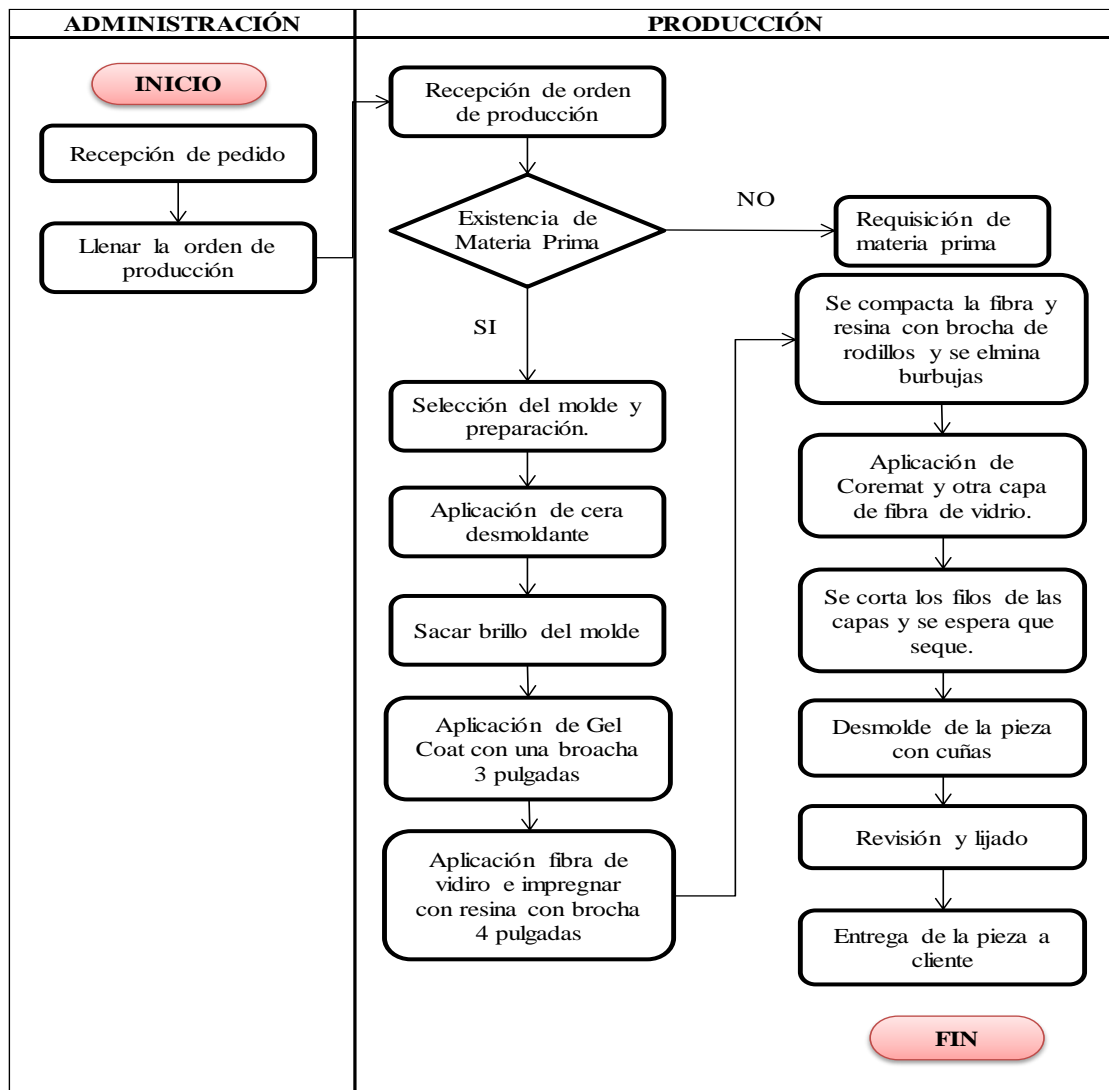 ADMINISTRACIÓN
PRODUCCIÓN
INICIO
Recepción de pedido
Llenar la orden de
producción
Recepción de orden
de producción
Existencia de
Materia Prima
NO
Requisición de
materia prima
SI
Selección del molde y
preparación.
Aplicación de cera
desmoldante
Sacar brillo del molde
Aplicación de Gel
Coat con una broacha
3 pulgadas
Aplicación fibra de
vidiro e impregnar
con resina con brocha
4 pulgadas
Se compacta la fibra y
resina con brocha de
rodillos y se elmina
burbujas
Aplicación de
Coremat y otra capa
de fibra de vidrio.
Se corta los filos de las
capas y se espera que
seque.
Desmolde de la pieza
con cuñas
Revisión y lijado
Entrega de la pieza a
cliente
FIN